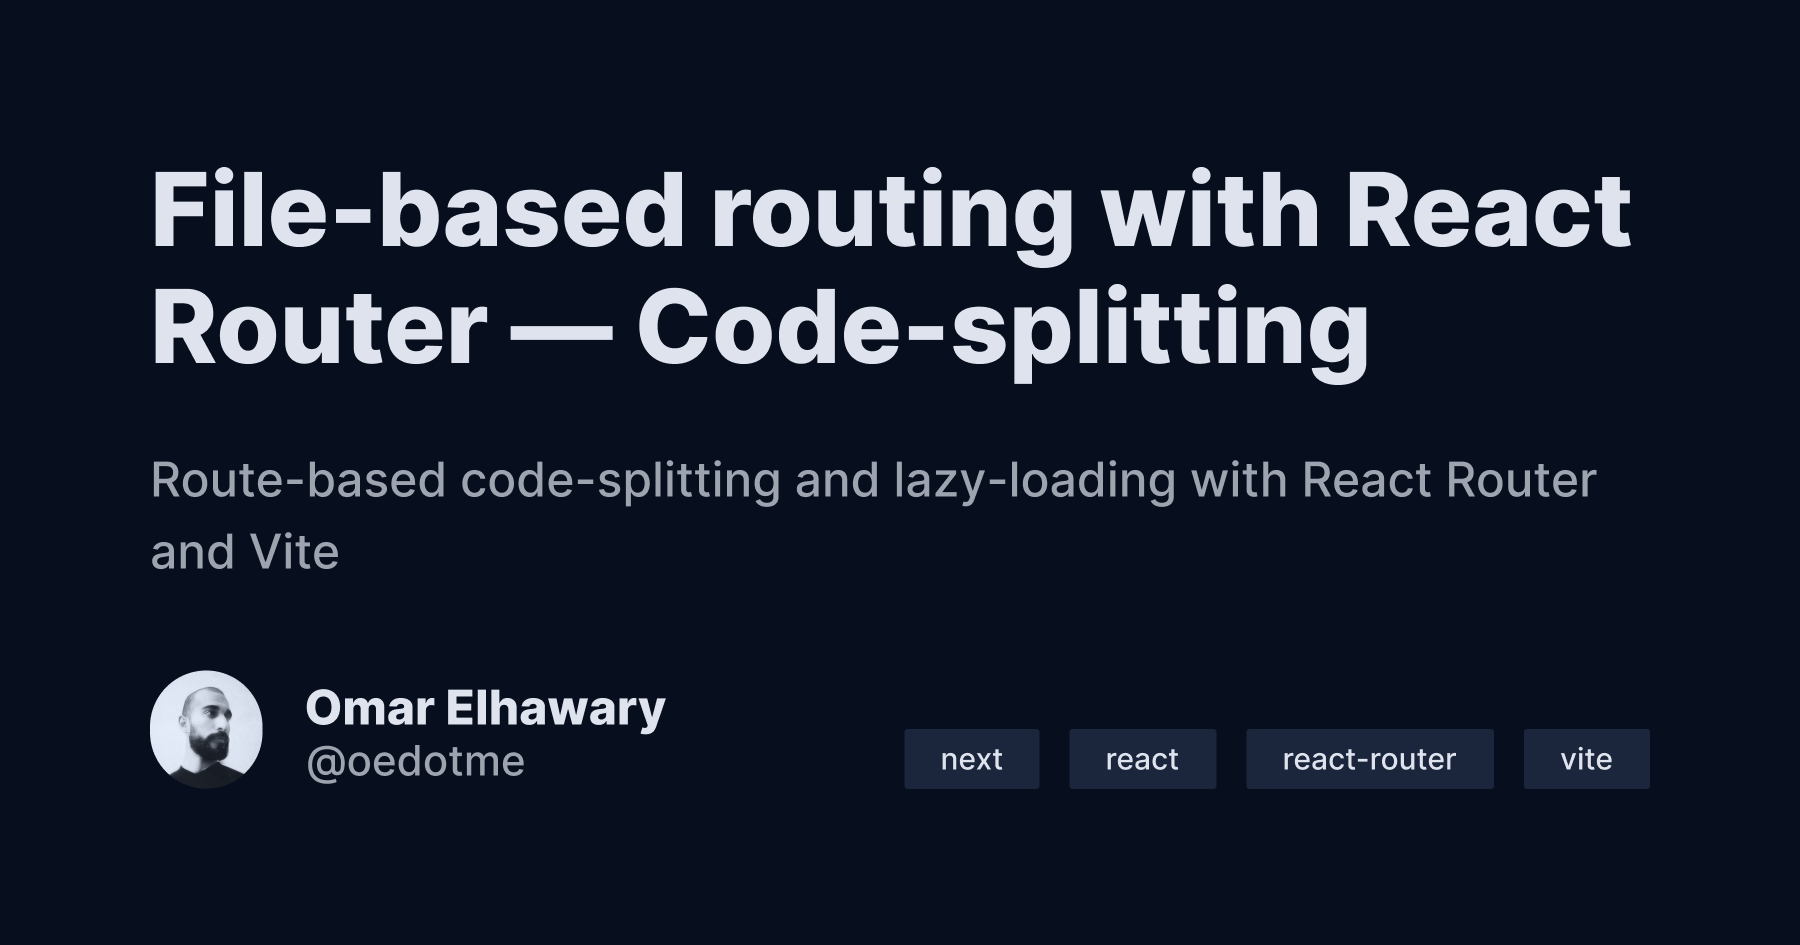 File-based routing with React
Router — Code-splitting
Route-based code-splitting and lazy-loading with React Router
and Vite
Omar Elhawary
@oedotme
next react react-router vite